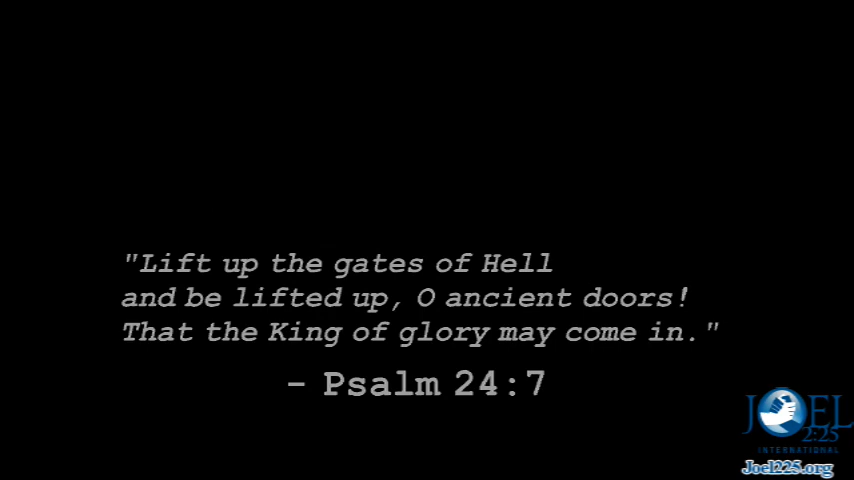 "Lift up the gates of Hell
and be lifted up, O ancient doors!
That the King of glory may come in."
- Psalm 24:7
JOEL
2:25
INTERNATIONAL
Joel225.org